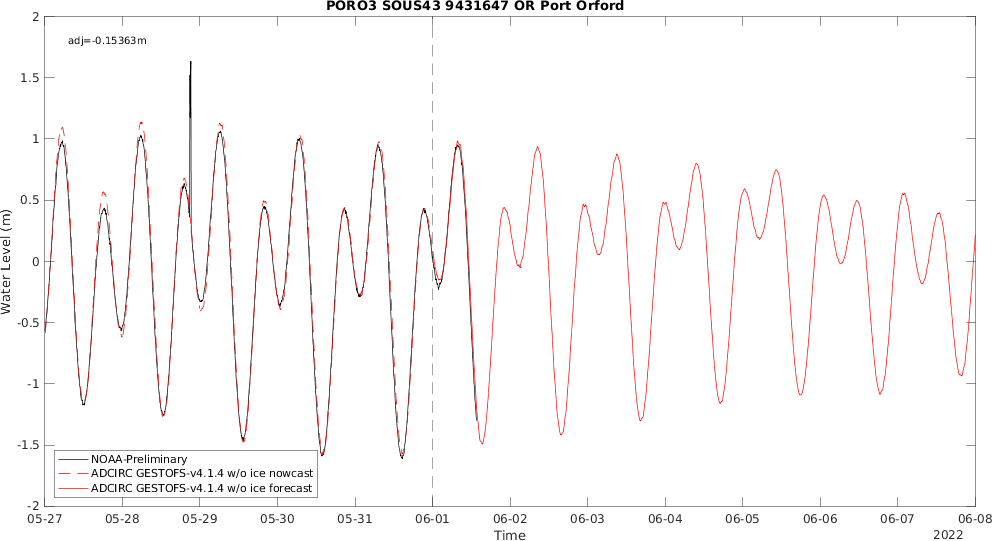 PORO3 SOUS43 9431647 OR Port Orford
adj=-0.15363m
Water Level (m)
2
1.5
1
0.5
0
-0.5
-1
-1.5
-2
NOAA-Preliminary
ADCIRC GESTOFS-v4.1.4 w/o ice nowcast
ADCIRC GESTOFS-v4.1.4 w/o ice forecast
05-27 05-28 05-29 05-30 05-31 06-01 06-02 06-03 06-04 06-05 06-06 06-07 06-08
Time
2022